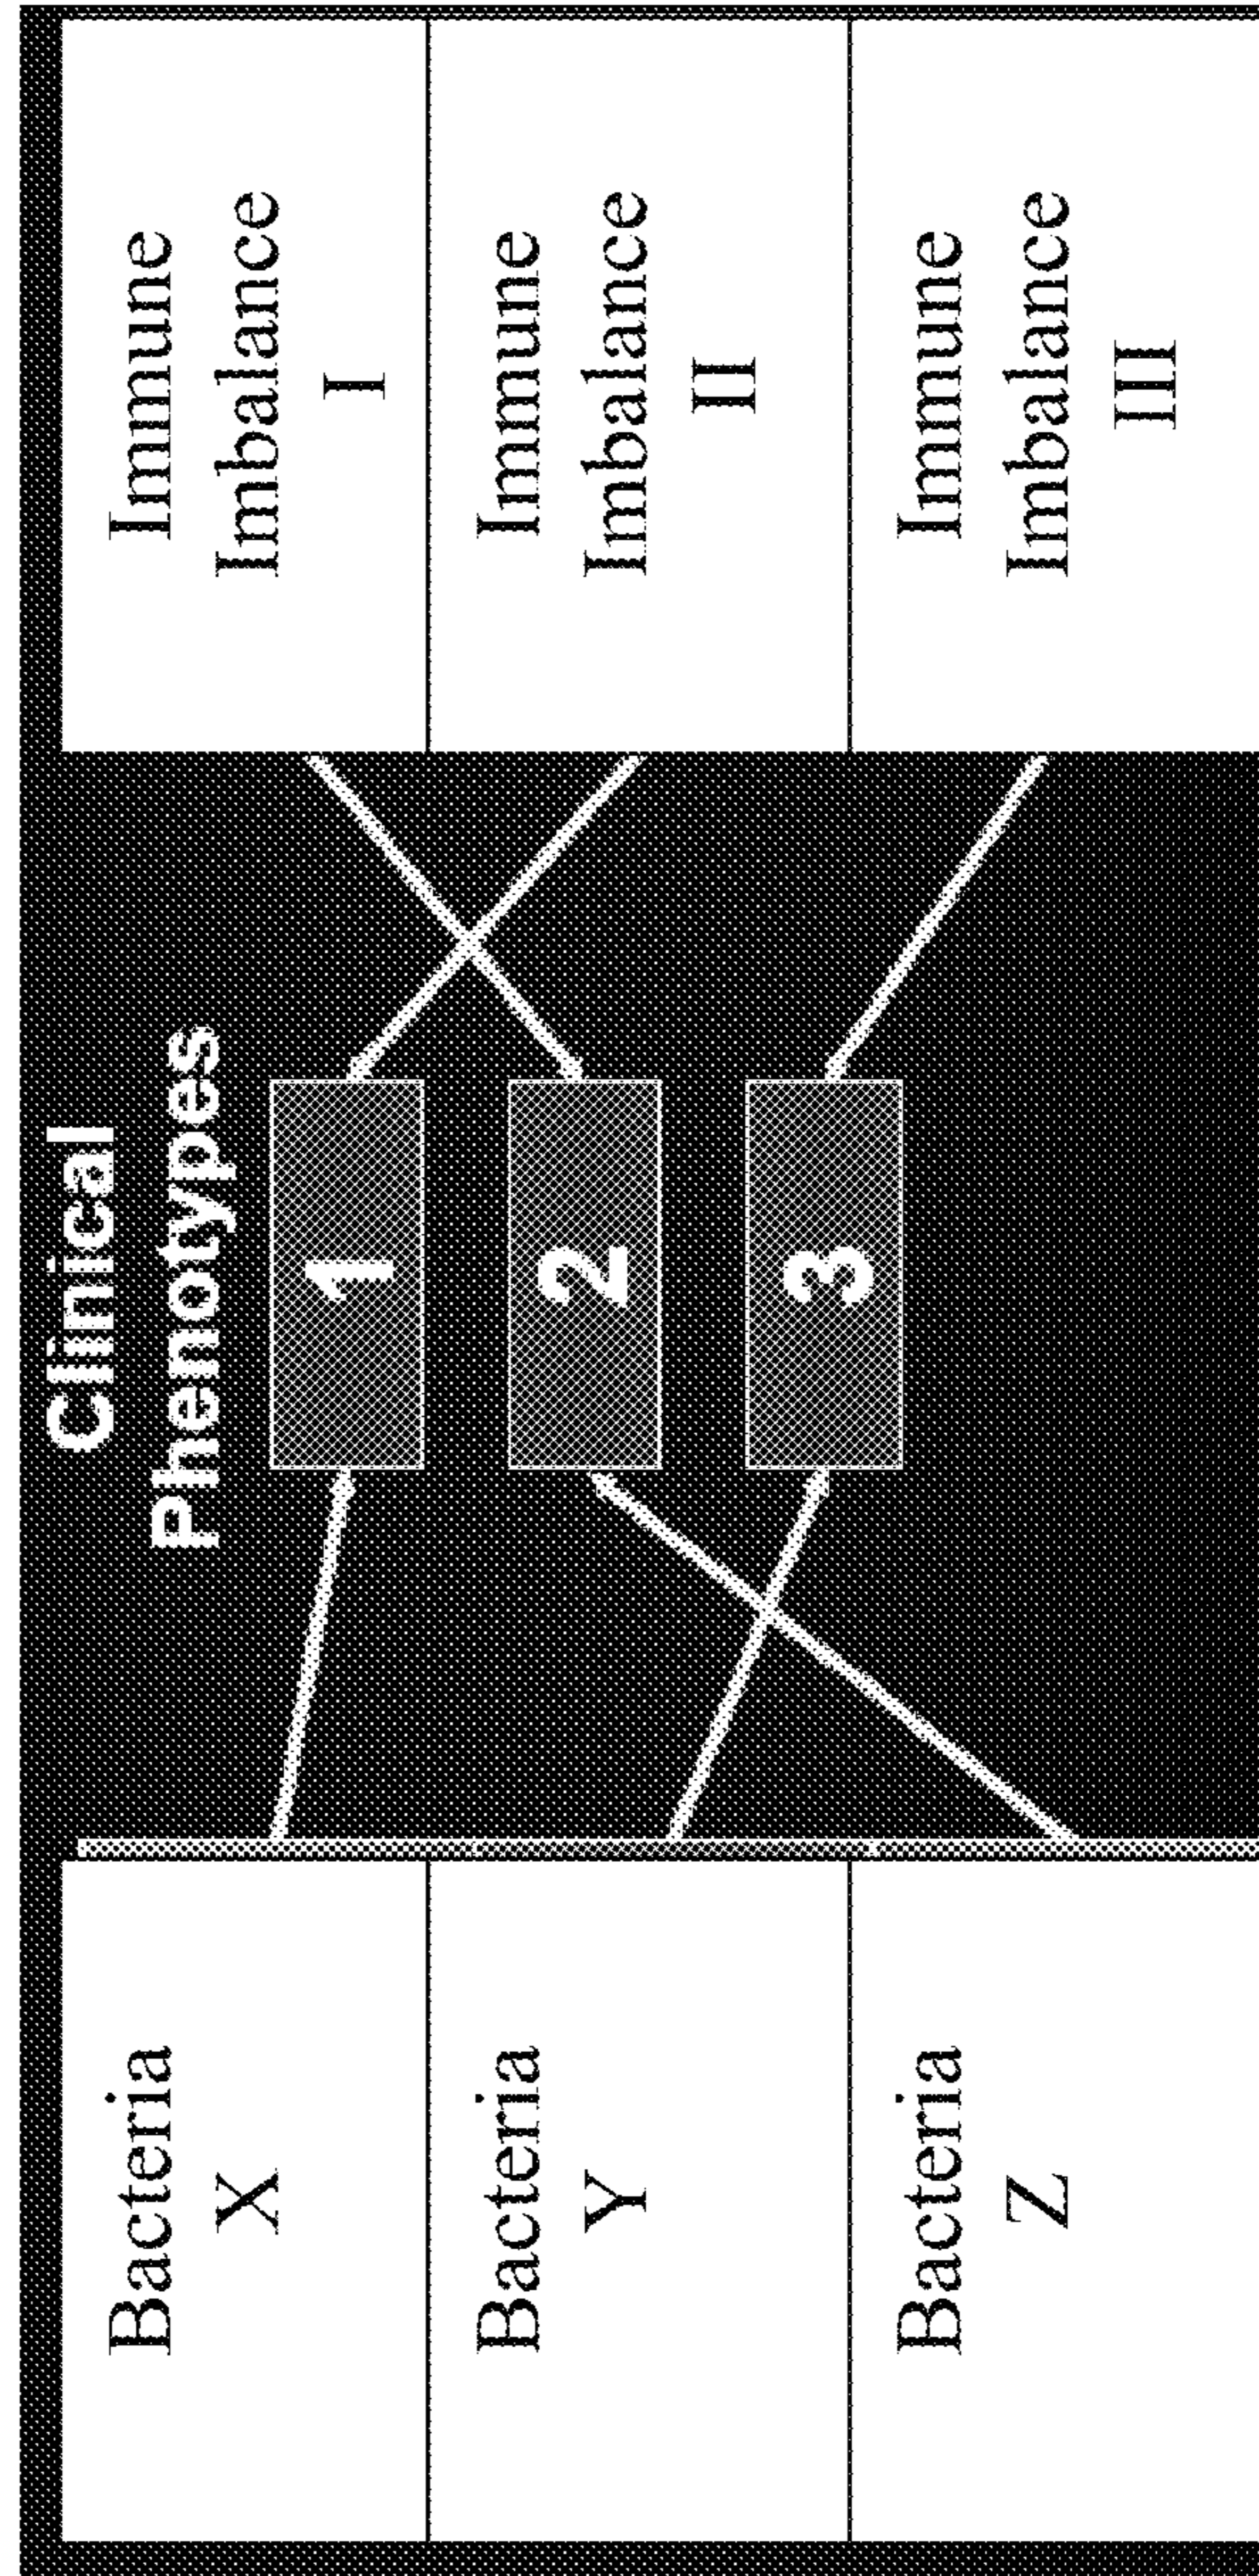 Clinical
Phenotypes
Bacteria
X
1
Immune
Imbalance
I
Bacteria
Y
2
Immune
Imbalance
II
Bacteria
Z
3
Immune
Imbalance
III